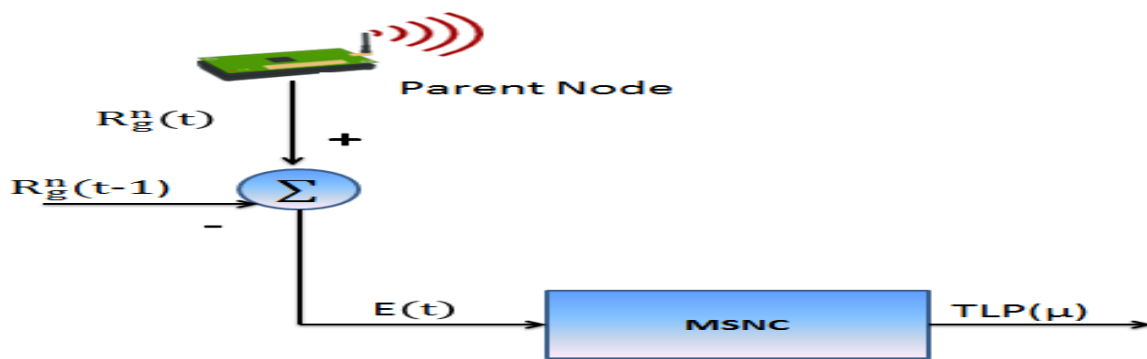 Parent Node
R_g^n(t)
+
R_g^n(t-1)
Σ
-
E(t)
MSNC
TLP(μ)